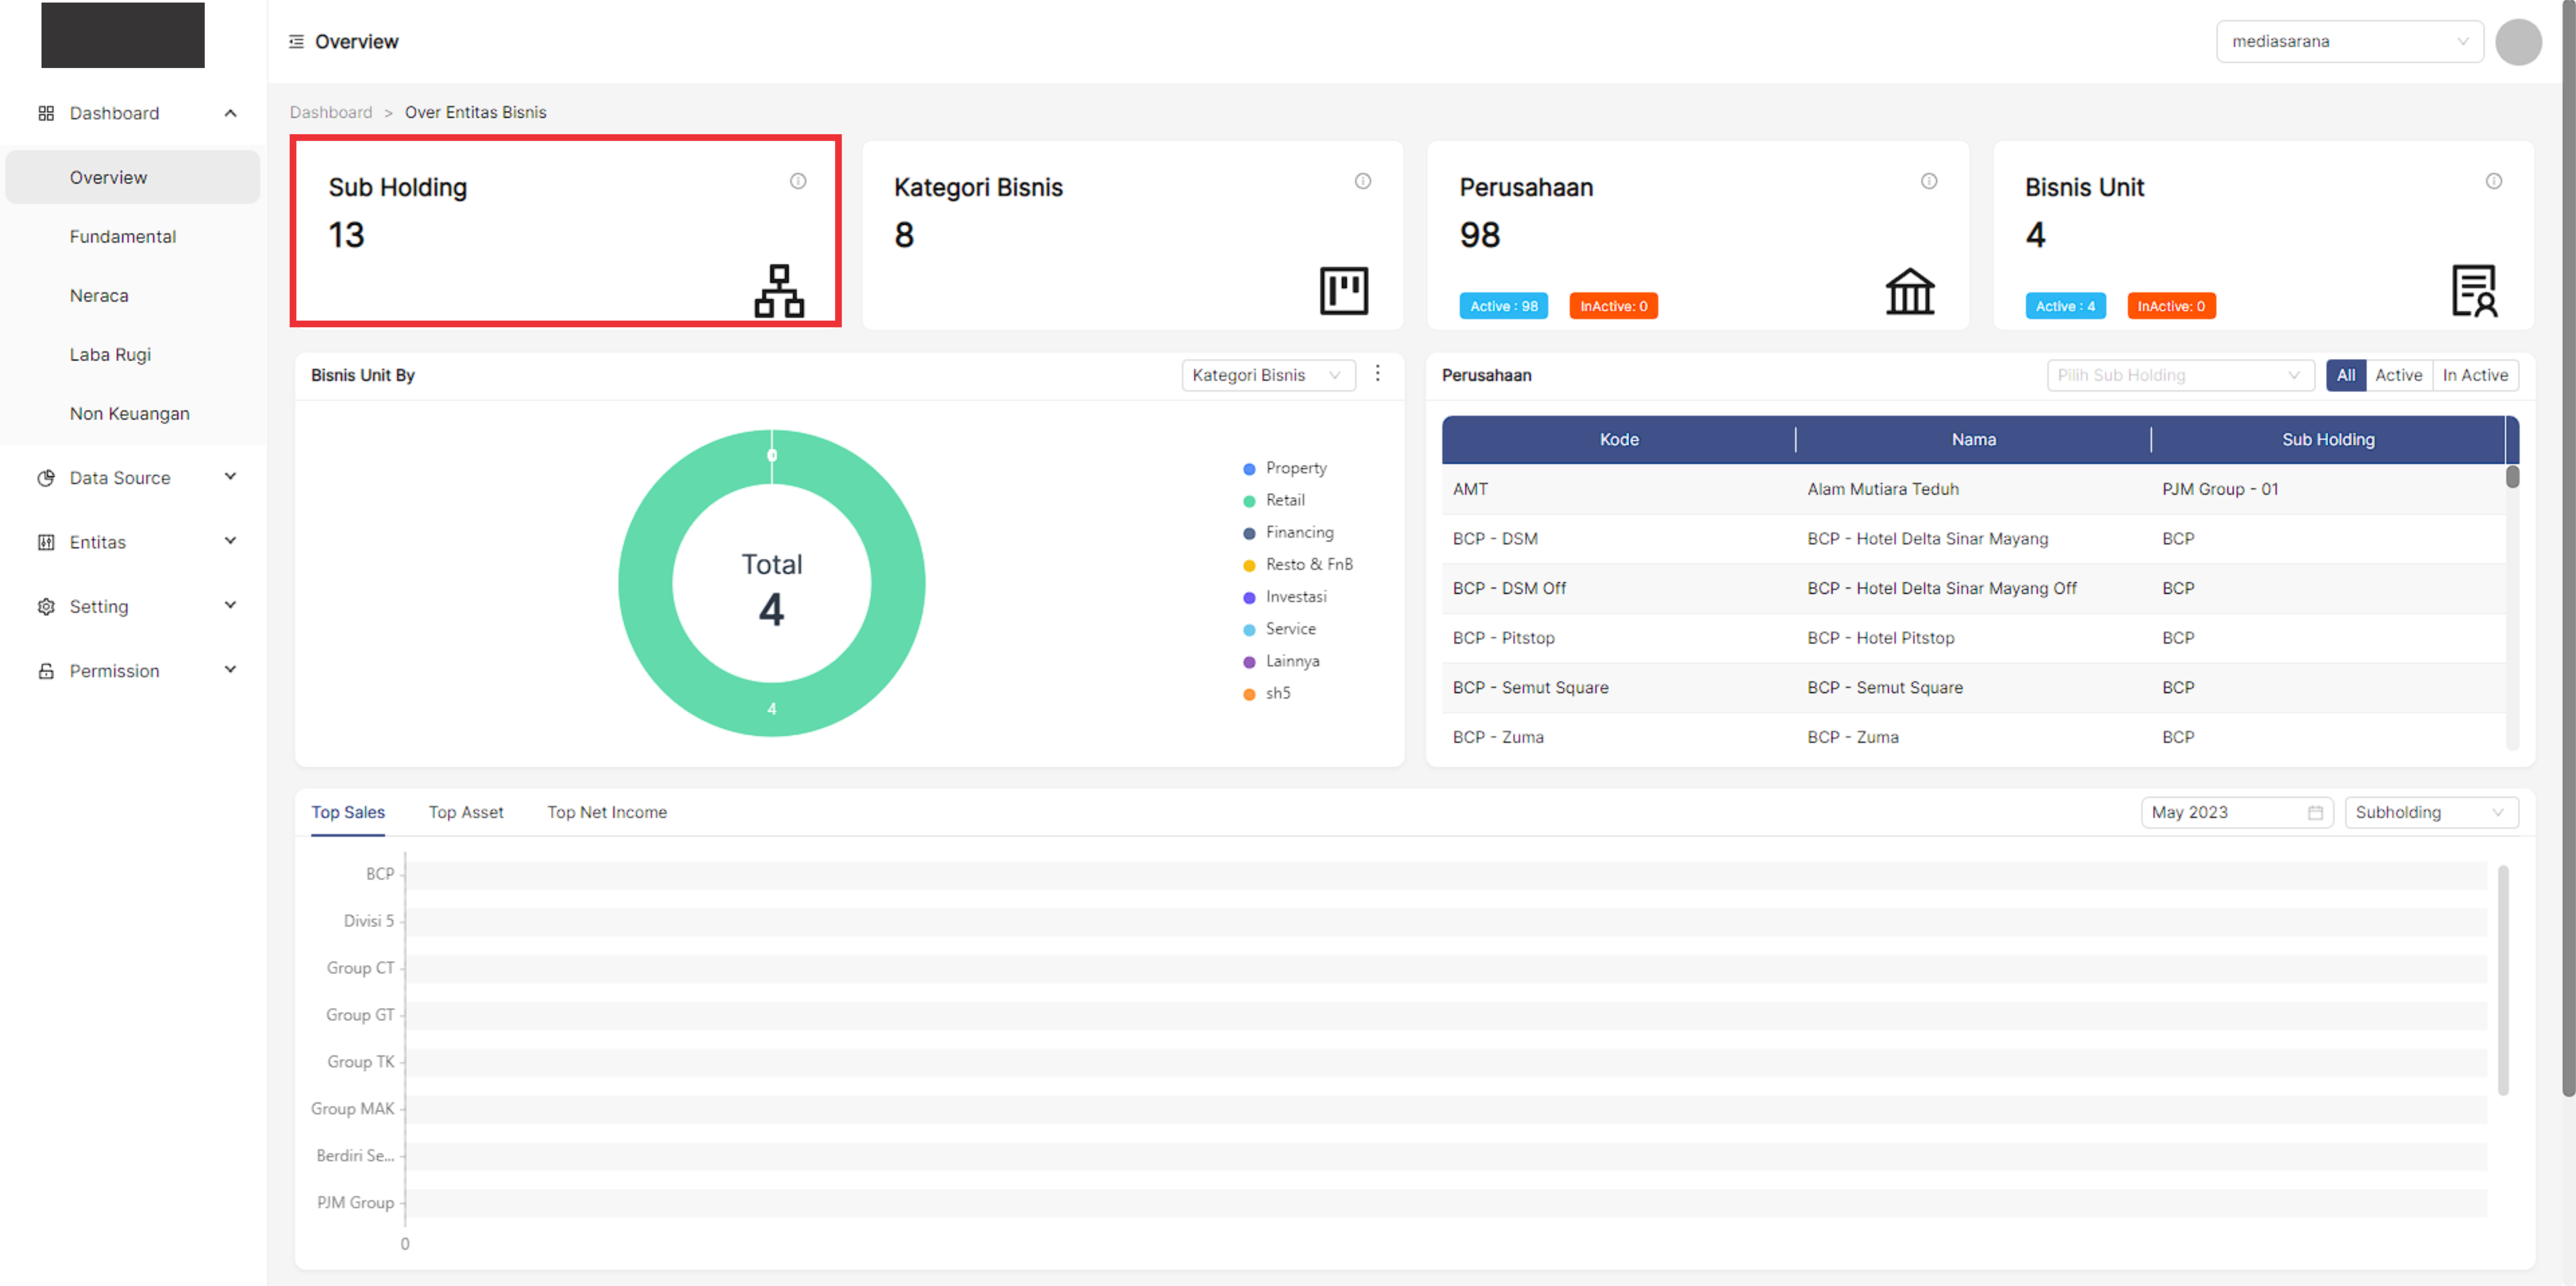 Overview
mediasarana
Dashboard
Overview
Fundamental
Neraca
Laba Rugi
Non Keuangan
Data Source
Entitas
Setting
Permission
Dashboard > Over Entitas Bisnis
Sub Holding
13
Kategori Bisnis
8
Perusahaan
98
Active : 98 InActive: 0
Bisnis Unit
4
Active : 4 InActive: 0
Bisnis Unit By Kategori Bisnis
0
Total
4
4
Property
Retail
Financing
Resto & FnB
Investasi
Service
Lainnya
sh5
Perusahaan Pilih Sub Holding All Active In Active
Kode Nama Sub Holding
AMT Alam Mutiara Teduh PJM Group - 01
BCP - DSM BCP - Hotel Delta Sinar Mayang BCP
BCP - DSM Off BCP - Hotel Delta Sinar Mayang Off BCP
BCP - Pitstop BCP - Hotel Pitstop BCP
BCP - Semut Square BCP - Semut Square BCP
BCP - Zuma BCP - Zuma BCP
Top Sales Top Asset Top Net Income May 2023 Subholding
BCP
Divisi 5
Group CT
Group GT
Group TK
Group MAK
Berdiri Se...
PJM Group
0